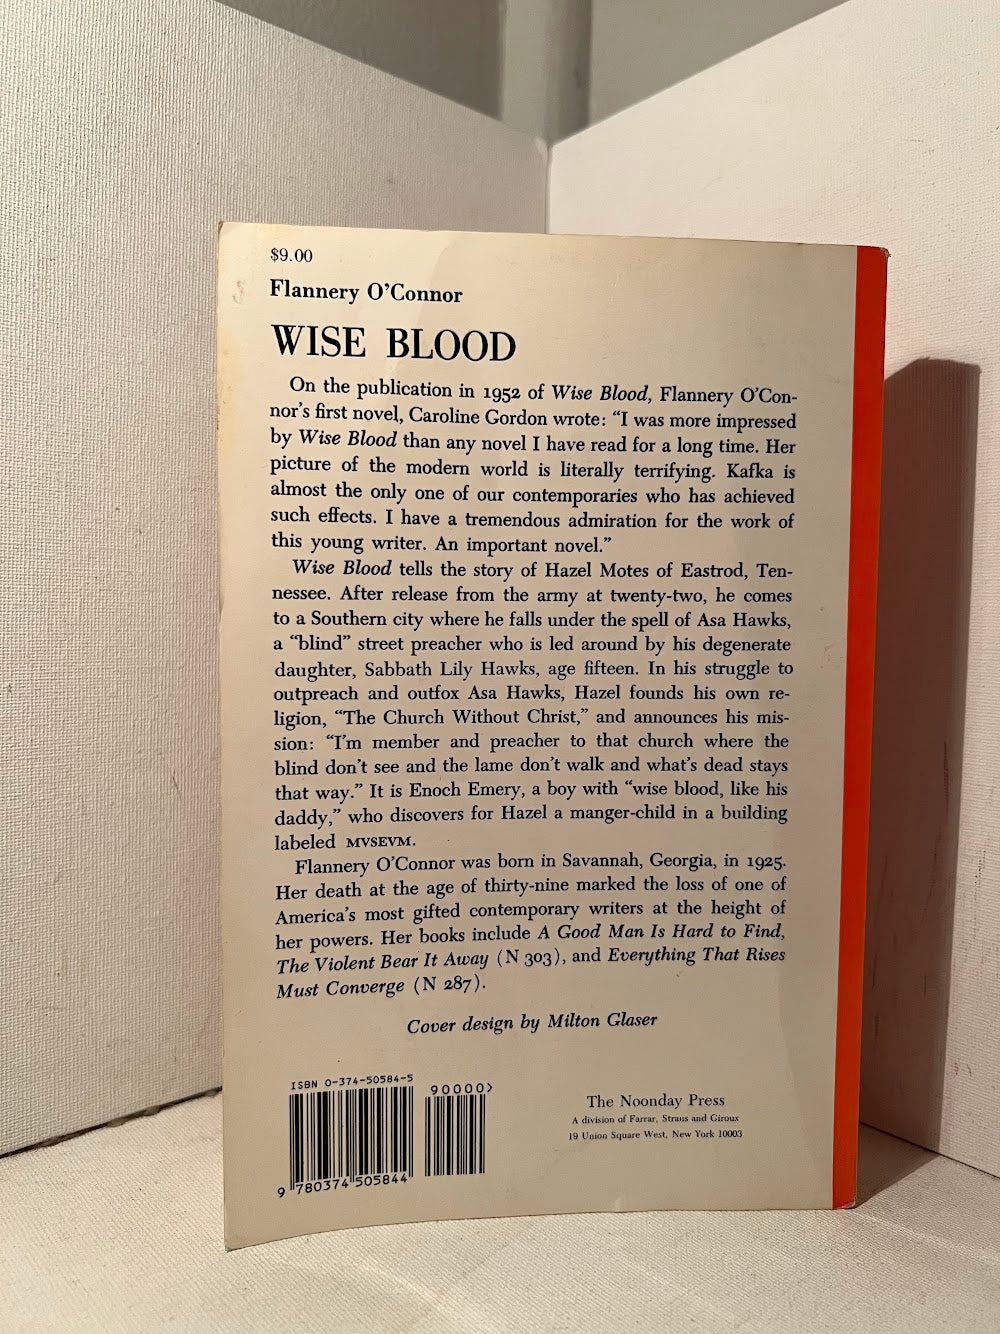 $9.00
Flannery O'Connor
WISE BLOOD
On the publication in 1952 of Wise Blood, Flannery O'Con-
nor's first novel, Caroline Gordon wrote: "I was more impressed
by Wise Blood than any novel I have read for a long time. Her
picture of the modern world is literally terrifying. Kafka is
almost the only one of our contemporaries who has achieved
such effects. I have a tremendous admiration for the work of
this young writer. An important novel."
Wise Blood tells the story of Hazel Motes of Eastrod, Ten-
nessee. After release from the army at twenty-two, he comes
to a Southern city where he falls under the spell of Asa Hawks,
a "blind" street preacher who is led around by his degenerate
daughter, Sabbath Lily Hawks, age fifteen. In his struggle to
outpreach and outfox Asa Hawks, Hazel founds his own re-
ligion, "The Church Without Christ," and announces his mis-
sion: "I'm member and preacher to that church where the
blind don't see and the lame don't walk and what's dead stays
that way." It is Enoch Emery, a boy with "wise blood, like his
daddy," who discovers for Hazel a manger-child in a building
labeled MVSEVM.
Flannery O'Connor was born in Savannah, Georgia, in 1925.
Her death at the age of thirty-nine marked the loss of one of
America's most gifted contemporary writers at the height of
her powers. Her books include A Good Man Is Hard to Find,
The Violent Bear It Away (N 303), and Everything That Rises
Must Converge (N 287).
Cover design by Milton Glaser
ISBN 0-374-50584-5
90000>
9 780374 505844
The Noonday Press
A division of Farrar, Straus and Giroux
19 Union Square West, New York 10003